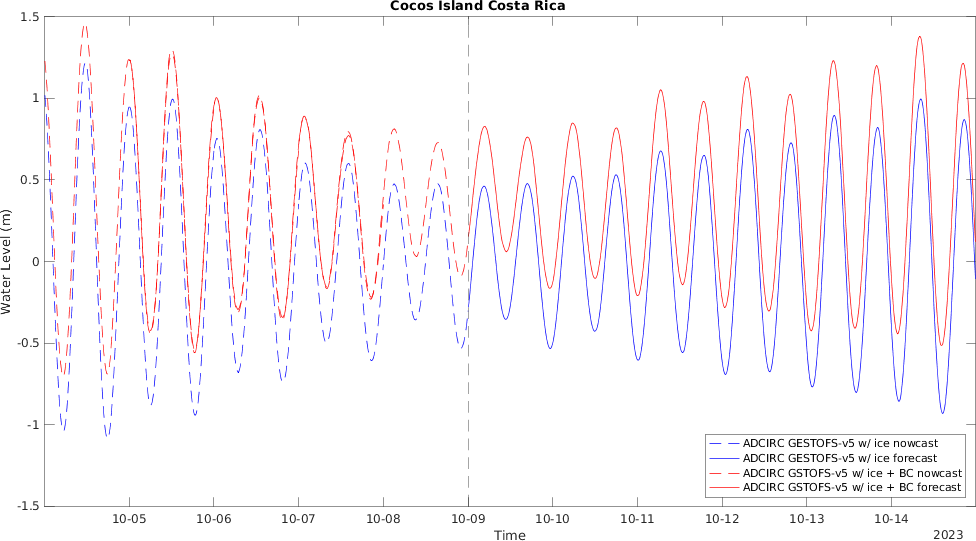 Cocos Island Costa Rica
1.5
1
0.5
0
-0.5
-1
-1.5
Water Level (m)
10-05 10-06 10-07 10-08 10-09 10-10 10-11 10-12 10-13 10-14
Time
2023
ADCIRC GESTOFS-v5 w/ ice nowcast
ADCIRC GESTOFS-v5 w/ ice forecast
ADCIRC GSTOFS-v5 w/ ice + BC nowcast
ADCIRC GSTOFS-v5 w/ ice + BC forecast